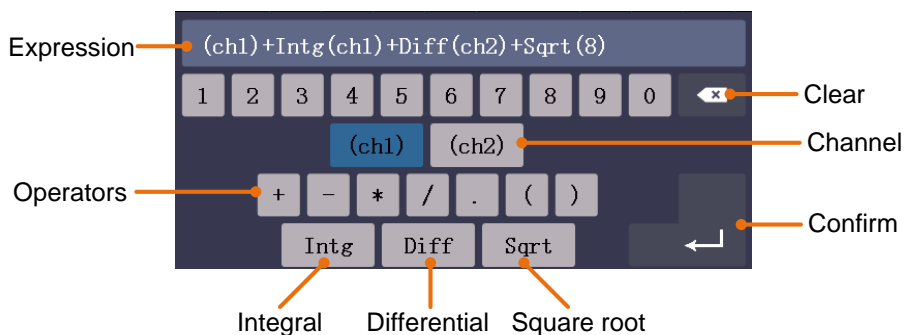 Expression
(ch1)+Intg(ch1)+Diff(ch2)+Sqrt(8)
1 2 3 4 5 6 7 8 9 0
Clear
(ch1) (ch2)
Channel
Operators
+ - * / . ( )
Confirm
Intg Diff Sqrt
Integral Differential Square root